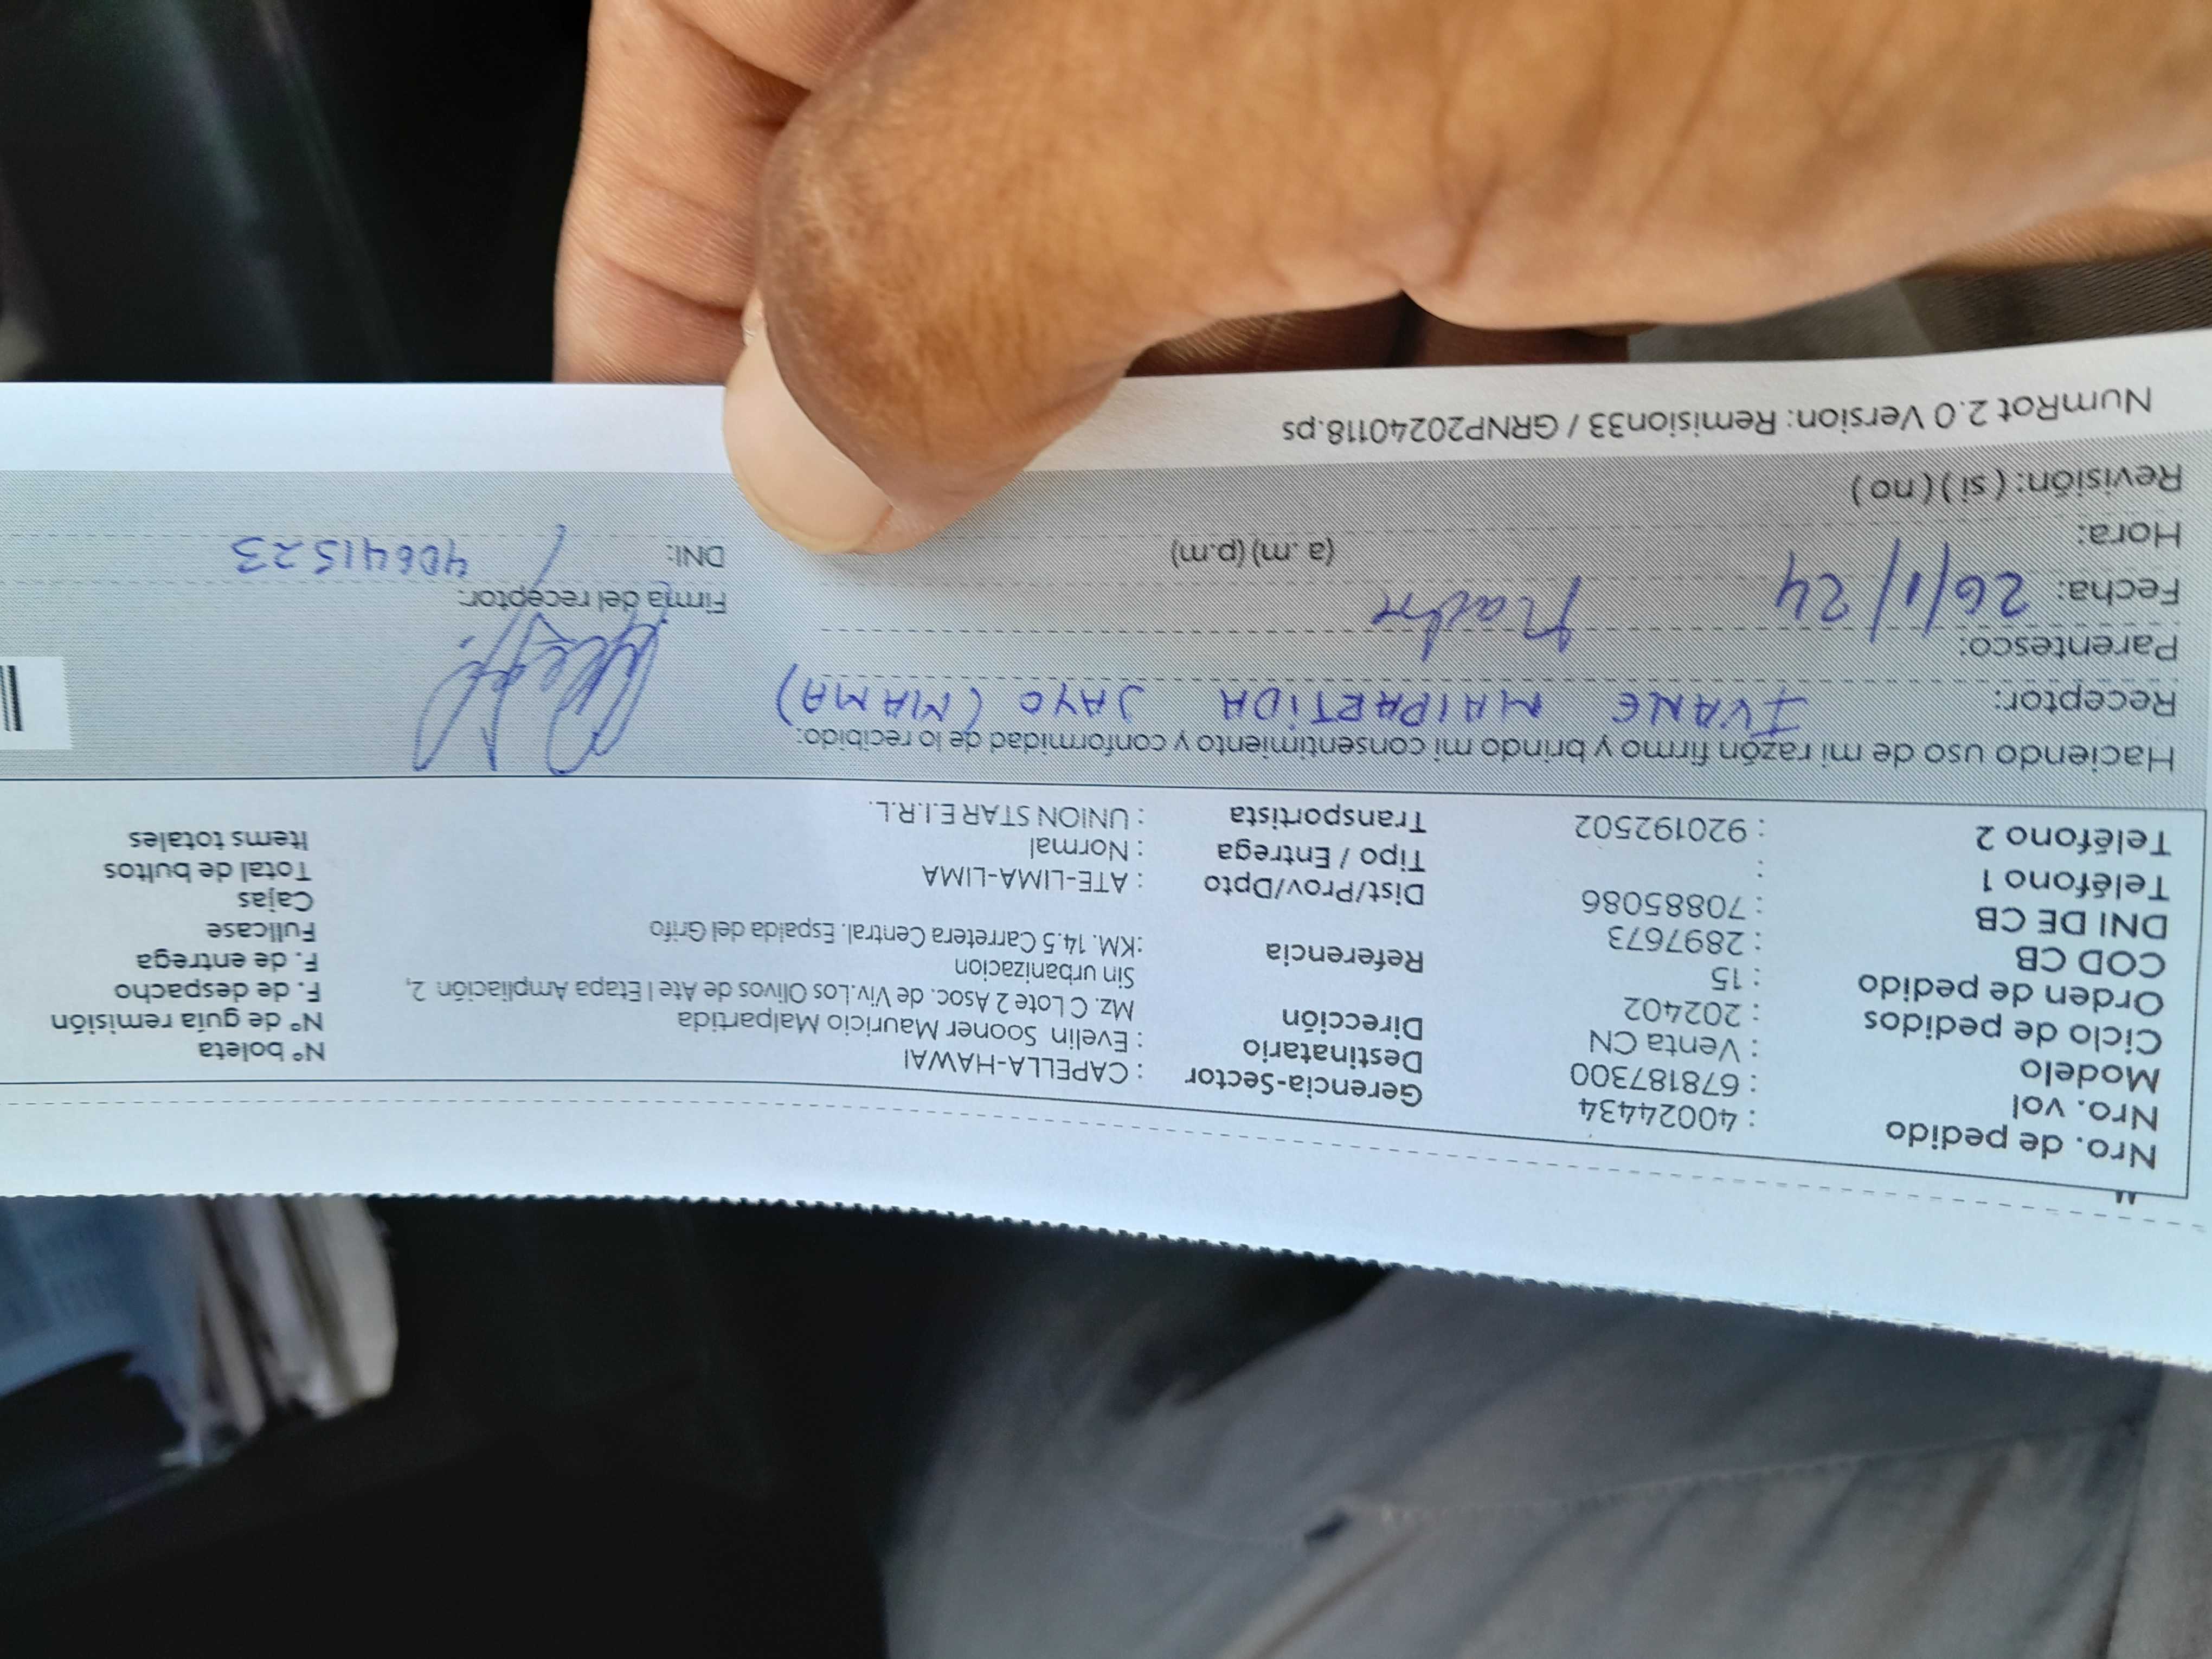 Nro. de pedido : 40024434 Gerencia-Sector : CAPELLA-HAWAI Nº boleta
Nro. vol : 678187300 Destinatario : Evelin Sooner Mauricio Malpartida Nº de guía remisión
Modelo : Venta CN Dirección Mz. C Lote 2 Asoc. de Viv.Los Olivos de Ate I Etapa Ampliación 2, F. de despacho
Ciclo de pedidos : 202402 Sin urbanizacion F. de entrega
Orden de pedido : 15 Referencia :KM. 14.5 Carretera Central. Espalda del Grifo Fullcase
COD CB : 2897673 Dist/Prov/Dpto : ATE-LIMA-LIMA Cajas
DNI DE CB : 70885086 Tipo / Entrega : Normal Total de bultos
Teléfono 1 : Transportista : UNION STAR E.I.R.L. Items totales
Teléfono 2 : 920192502
Haciendo uso de mi razón firmo y brindo mi consentimiento y conformidad de lo recibido:
Receptor: IVANE MALPARTIDA JAYO (MAMA)
Parentesco: Madre Firma del receptor:
Fecha: 26/1/24
Hora: (a .m) (p.m) DNI: 40641523
Revisión: ( si ) ( no )
NumRot 2.0 Version: Remision33 / GRNP20240118.ps